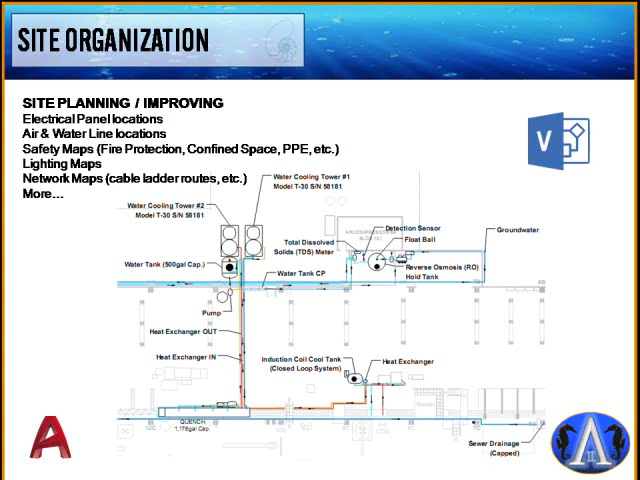 SITE ORGANIZATION
SITE PLANNING / IMPROVING
Electrical Panel locations
Air & Water Line locations
Safety Maps (Fire Protection, Confined Space, PPE, etc.)
Lighting Maps
Network Maps (cable ladder routes, etc.)
More…
V
Water Cooling Tower #1
Model T-30 S/N 58181
Water Cooling Tower #2
Model T-30 S/N 58181
Detection Sensor
Groundwater
Total Dissolved
Solids (TDS) Meter
Float Ball
Water Tank (500gal Cap.)
Water Tank CP
Reverse Osmosis (RO)
Hold Tank
Pump
Heat Exchanger OUT
Heat Exchanger IN
Induction Coil Cool Tank
(Closed Loop System)
Heat Exchanger
QUENCH
1,176gal Cap
12C
Sewer Drainage
(Capped)
A